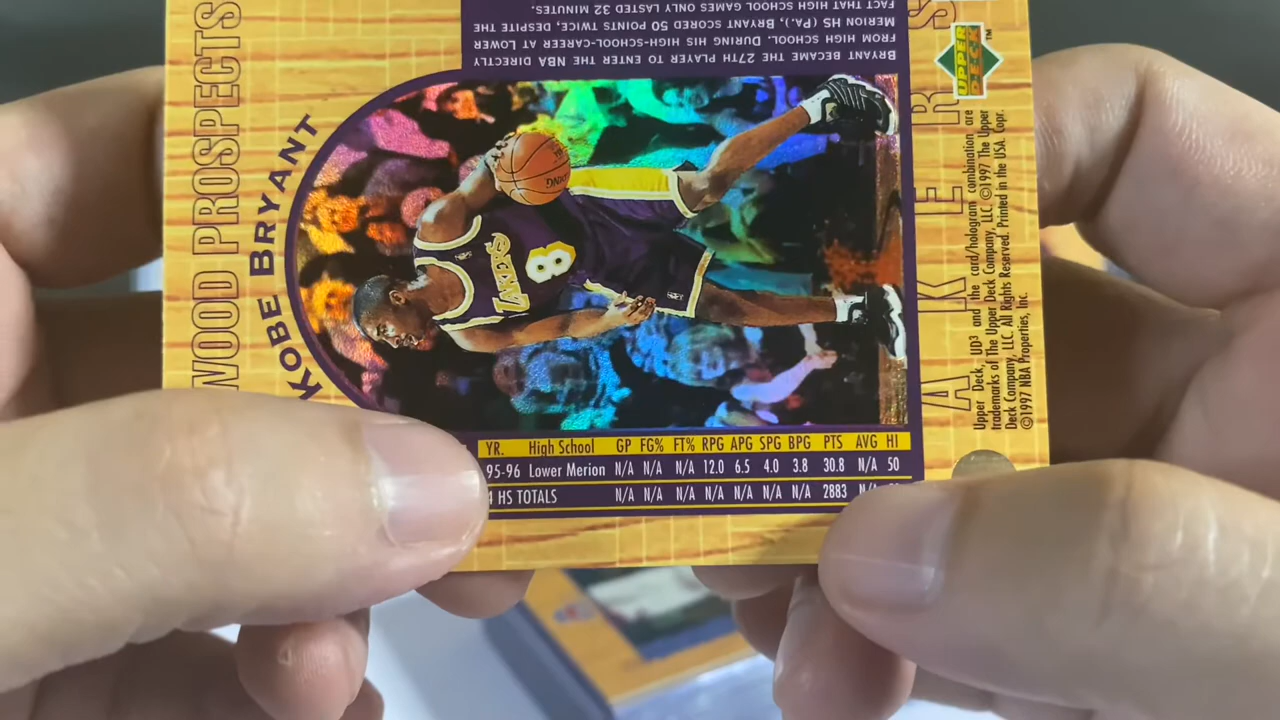 WOOD PROSPECTS
KOBE BRYANT
BRYANT BECAME THE 27TH PLAYER TO ENTER THE NBA DIRECTLY
FROM HIGH SCHOOL. DURING HIS HIGH-SCHOOL-CAREER AT LOWER
MERION HS (PA.), BRYANT SCORED 50 POINTS TWICE, DESPITE THE
FACT THAT HIGH SCHOOL GAMES ONLY LASTED 32 MINUTES.
LAKERS
8
YR. High School GP FG% FT% RPG APG SPG BPG PTS AVG HI
95-96 Lower Merion N/A N/A N/A 12.0 6.5 4.0 3.8 30.8 N/A 50
HS TOTALS N/A N/A N/A N/A N/A N/A N/A 2883
AKERS
UPPER
DECK
TM
Upper Deck, UD³ and the card/hologram combination are
trademarks of The Upper Deck Company, LLC. ©1997 The Upper
Deck Company, LLC. All Rights Reserved. Printed in the USA. Copr.
©1997 NBA Properties, Inc.